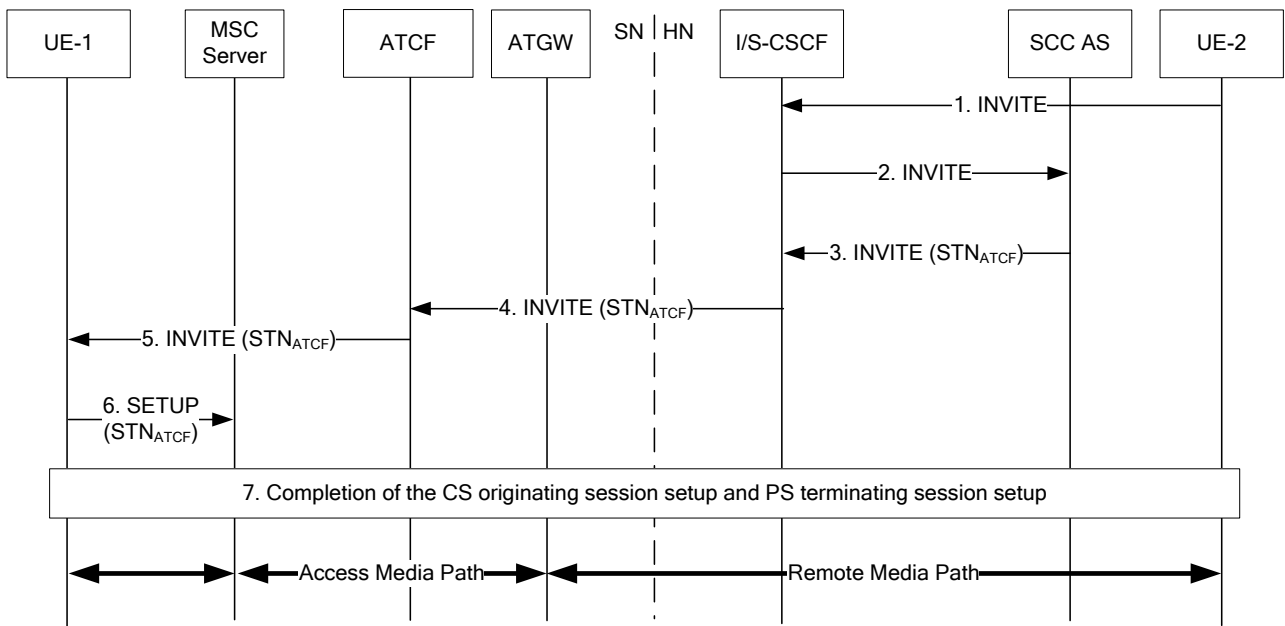 UE-1
MSC
Server
ATCF
ATGW
SN
HN
I/S-CSCF
SCC AS
UE-2
1. INVITE
2. INVITE
3. INVITE (STNATCF)
4. INVITE (STNATCF)
5. INVITE (STNATCF)
6. SETUP
(STNATCF)
7. Completion of the CS originating session setup and PS terminating session setup
Access Media Path
Remote Media Path